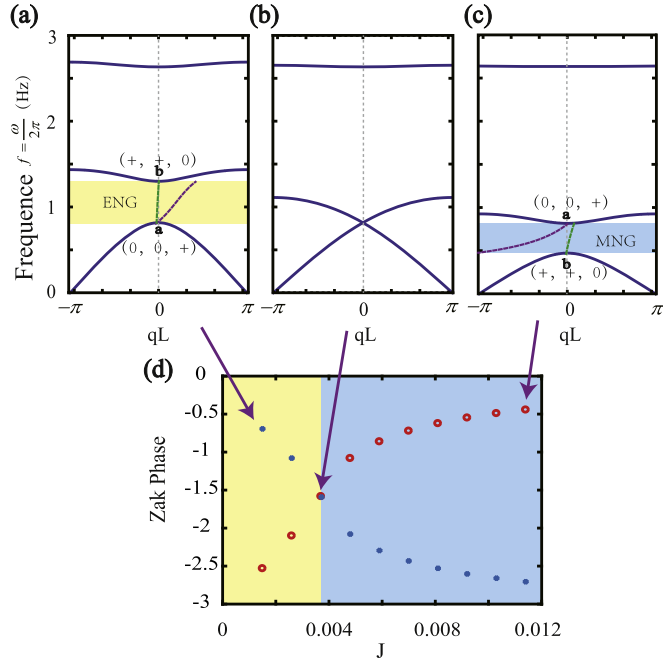 (a)
(b)
(c)
Frequence f = ω/2π (Hz)
3
2
1
0
(+, +, 0)
b
ENG
a
(0, 0, +)
(0, 0, +)
a
MNG
b
(+, +, 0)
−π 0 π
−π 0 π
−π 0 π
qL
qL
qL
(d)
Zak Phase
0
-0.5
-1
-1.5
-2
-2.5
-3
0 0.004 0.008 0.012
J